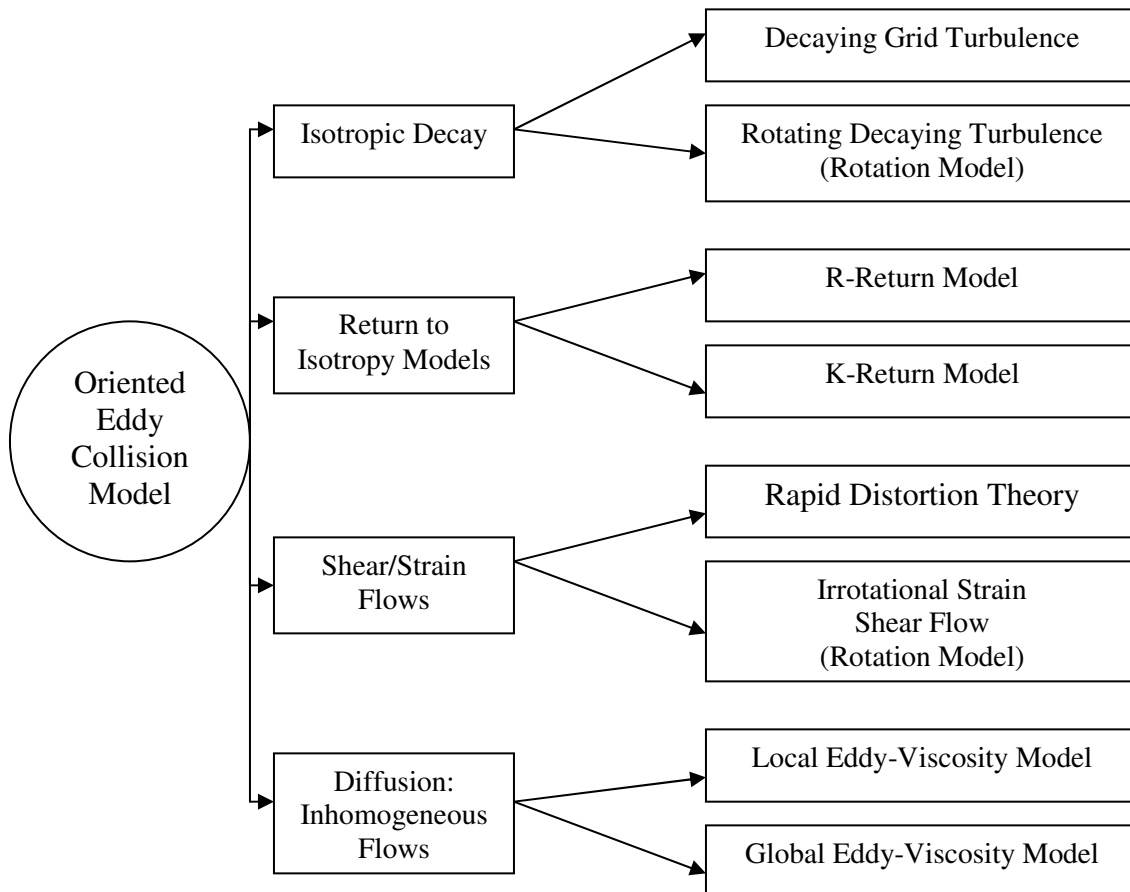 Oriented
Eddy
Collision
Model
Isotropic Decay
Decaying Grid Turbulence
Rotating Decaying Turbulence
(Rotation Model)
Return to
Isotropy Models
R-Return Model
K-Return Model
Shear/Strain
Flows
Rapid Distortion Theory
Irrotational Strain
Shear Flow
(Rotation Model)
Diffusion:
Inhomogeneous
Flows
Local Eddy-Viscosity Model
Global Eddy-Viscosity Model